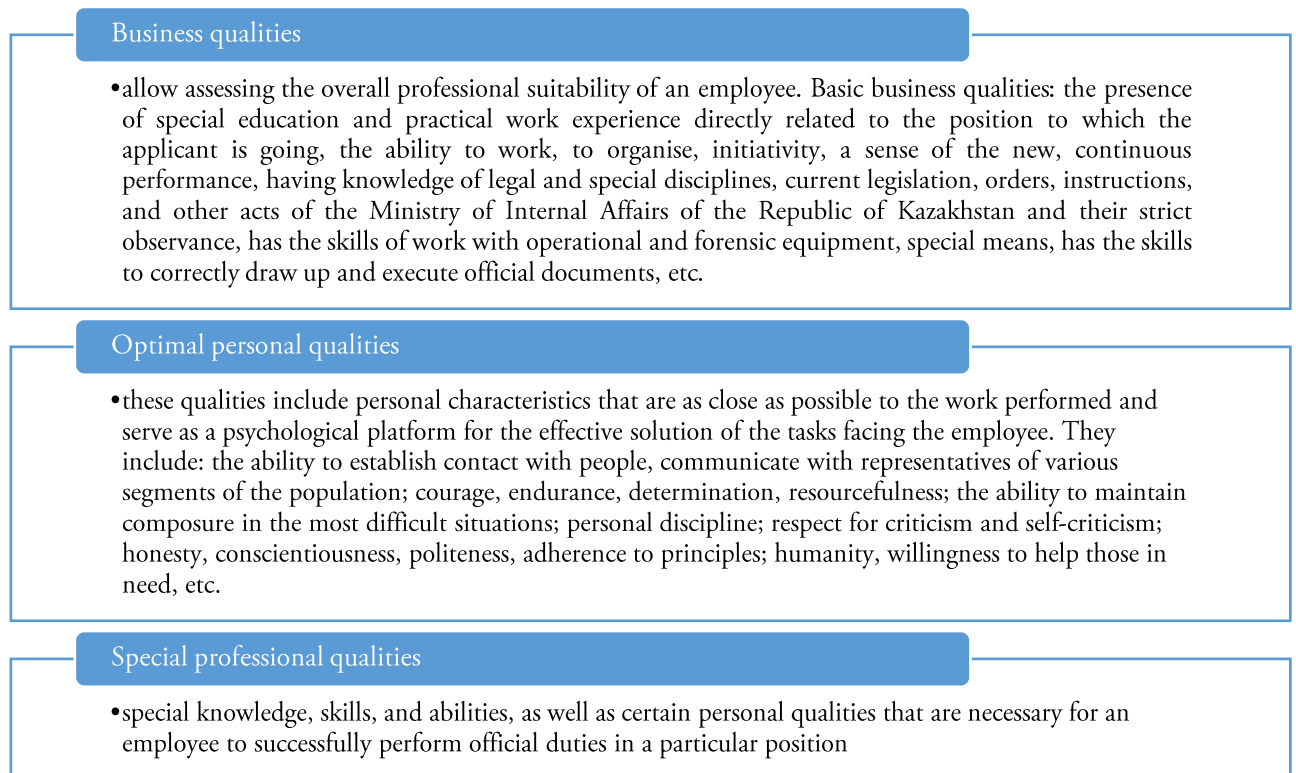 Business qualities
•allow assessing the overall professional suitability of an employee. Basic business qualities: the presence
of special education and practical work experience directly related to the position to which the
applicant is going, the ability to work, to organise, initiativity, a sense of the new, continuous
performance, having knowledge of legal and special disciplines, current legislation, orders, instructions,
and other acts of the Ministry of Internal Affairs of the Republic of Kazakhstan and their strict
observance, has the skills of work with operational and forensic equipment, special means, has the skills
to correctly draw up and execute official documents, etc.
Optimal personal qualities
•these qualities include personal characteristics that are as close as possible to the work performed and
serve as a psychological platform for the effective solution of the tasks facing the employee. They
include: the ability to establish contact with people, communicate with representatives of various
segments of the population; courage, endurance, determination, resourcefulness; the ability to maintain
composure in the most difficult situations; personal discipline; respect for criticism and self-criticism;
honesty, conscientiousness, politeness, adherence to principles; humanity, willingness to help those in
need, etc.
Special professional qualities
•special knowledge, skills, and abilities, as well as certain personal qualities that are necessary for an
employee to successfully perform official duties in a particular position